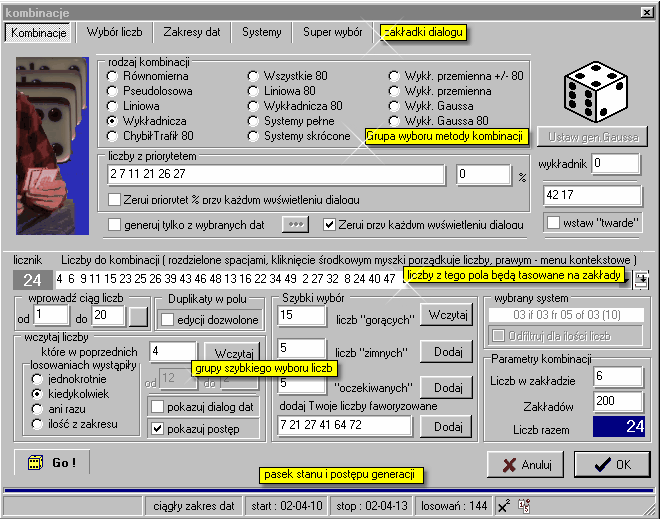 kombinacje
Kombinacje Wybór liczb Zakresy dat Systemy Super wybór zakładki dialogu
rodzaj kombinacji
Równomierna Wszystkie 80 Wykł. przemienna +/- 80
Pseudolosowa Liniowa 80 Wykł. przemienna
Liniowa Wykładnicza 80 Wykł. Gaussa
Wykładnicza Systemy pełne Wykł. Gaussa 80
ChybiłTrafił 80 Systemy skrócone Grupa wyboru metody kombinacji
Ustaw gen.Gaussa
liczby z priorytetem
2 7 11 21 26 27 0 %
wykładnik 0
Zeruj priorytet % przy każdym wyświetleniu dialogu
42 17
generuj tylko z wybranych dat ... Zeruj przy każdym wyświetleniu dialogu
wstaw "twarde"
licznik Liczby do kombinacji ( rozdzielone spacjami, kliknięcie środkowym myszki porządkuje liczby, prawym - menu kontekstowe )
24 4 6 9 11 15 23 25 26 39 45 46 48 10 13 16 12 22 34 49 2 27 32 8 24 40 47 liczby z tego pola będą tasowane na zakłady
wprowadź ciąg liczb
od 1 do 20
Duplikaty w polu
edycji dozwolone
Szybki wybór
15 liczb "gorących" Wczytaj
5 liczb "zimnych" Dodaj
5 "oczekiwanych" Dodaj
dodaj Twoje liczby faworyzowane
7 21 27 41 64 72 Dodaj
wybrany system
03 if 03 fr 05 of 03 (10)
Odfiltruj dla ilości liczb
wczytaj liczby
które w poprzednich 4 Wczytaj
grupy szybkiego wyboru liczb
losowaniach wystąpiły
jednokrotnie
kiedykolwiek
ani razu
ilość z zakresu
od 12 do 2
pokazuj dialog dat
pokazuj postęp
Parametry kombinacji
Liczb w zakładzie 6
Zakładów 200
Liczb razem 24
Go !
pasek stanu i postępu generacji
Anuluj OK
ciągły zakres dat start : 02-04-10 stop : 02-04-13 losowań : 144 x²